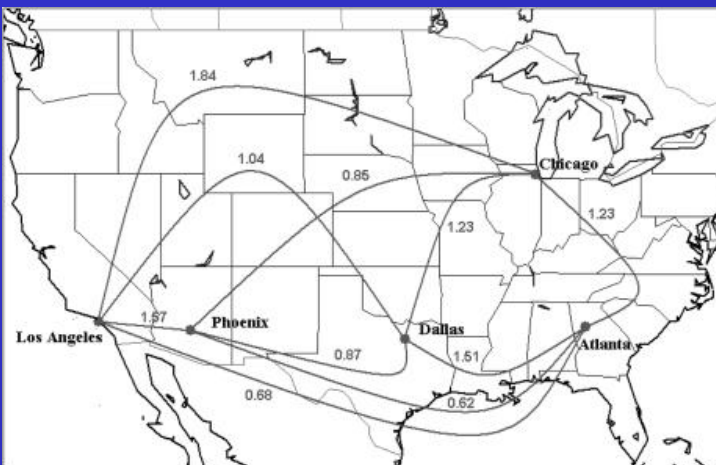 1.84
1.04
0.85
Chicago
1.23
1.23
1.57
Phoenix
Los Angeles
Dallas
Atlanta
0.87
1.51
0.68
0.62